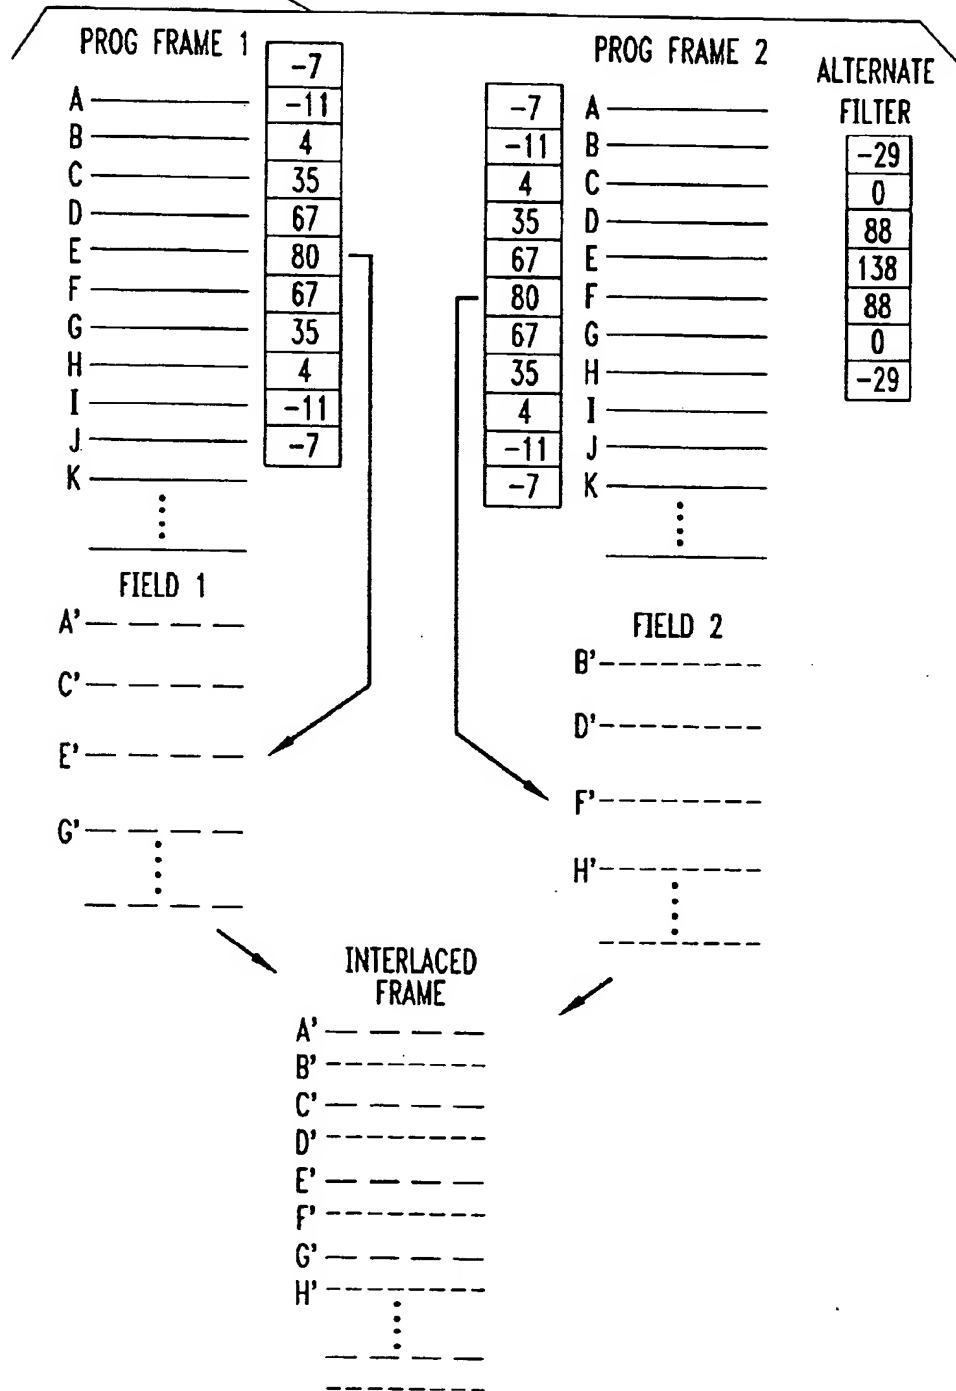 PROG FRAME 1
A
B
C
D
E
F
G
H
I
J
K
-7
-11
4
35
67
80
67
35
4
-11
-7
PROG FRAME 2
-7
-11
4
35
67
80
67
35
4
-11
-7
A
B
C
D
E
F
G
H
I
J
K
ALTERNATE
FILTER
-29
0
88
138
88
0
-29
FIELD 1
A'
C'
E'
G'
FIELD 2
B'
D'
F'
H'
INTERLACED
FRAME
A'
B'
C'
D'
E'
F'
G'
H'